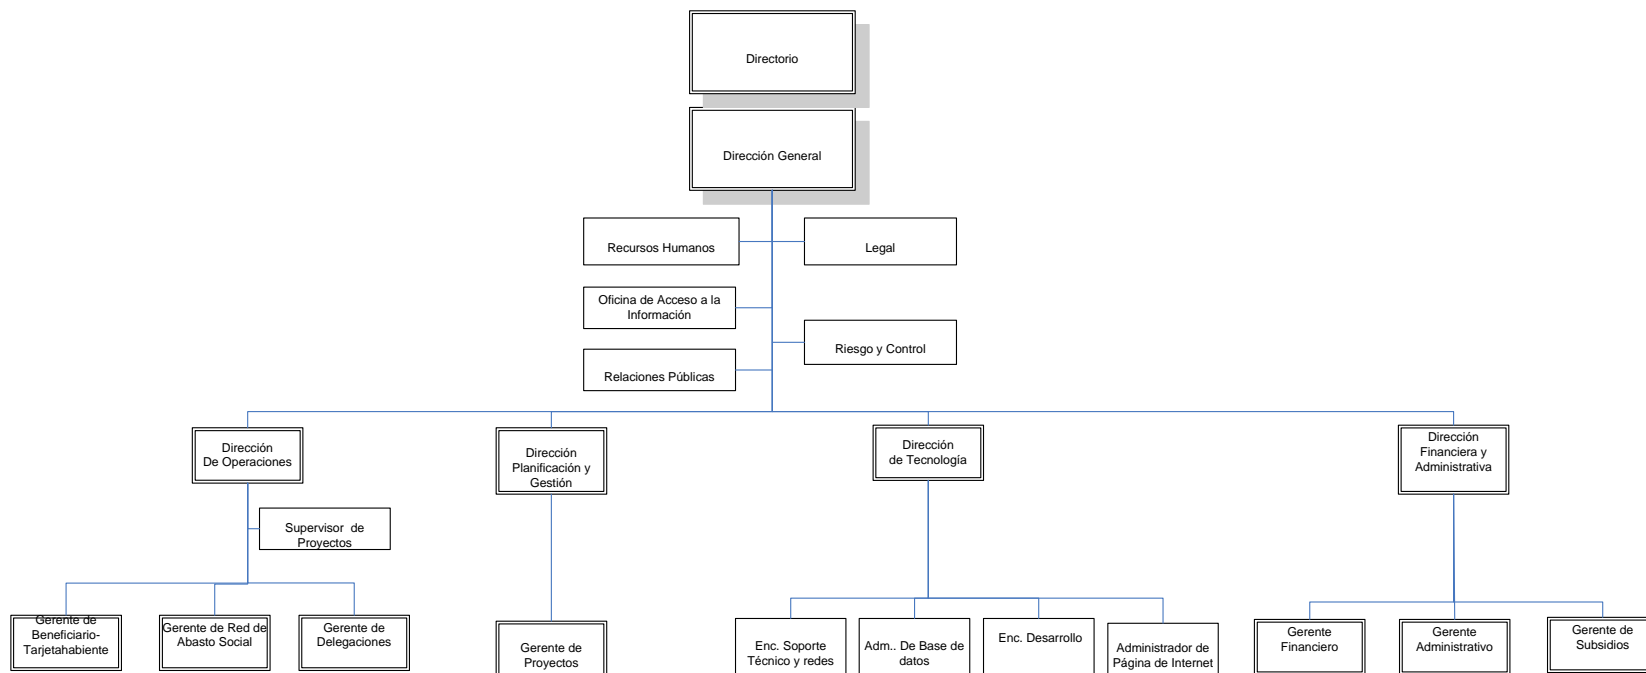 Directorio
Dirección General
Recursos Humanos
Legal
Oficina de Acceso a la
Información
Riesgo y Control
Relaciones Públicas
Dirección
De Operaciones
Dirección
Planificación y
Gestión
Dirección
de Tecnología
Dirección
Financiera y
Administrativa
Supervisor de
Proyectos
Gerente de
Beneficiario-
Tarjetahabiente
Gerente de Red de
Abasto Social
Gerente de
Delegaciones
Gerente de
Proyectos
Enc. Soporte
Técnico y redes
Adm.. De Base de
datos
Enc. Desarrollo
Administrador de
Página de Internet
Gerente
Financiero
Gerente
Administrativo
Gerente de
Subsidios